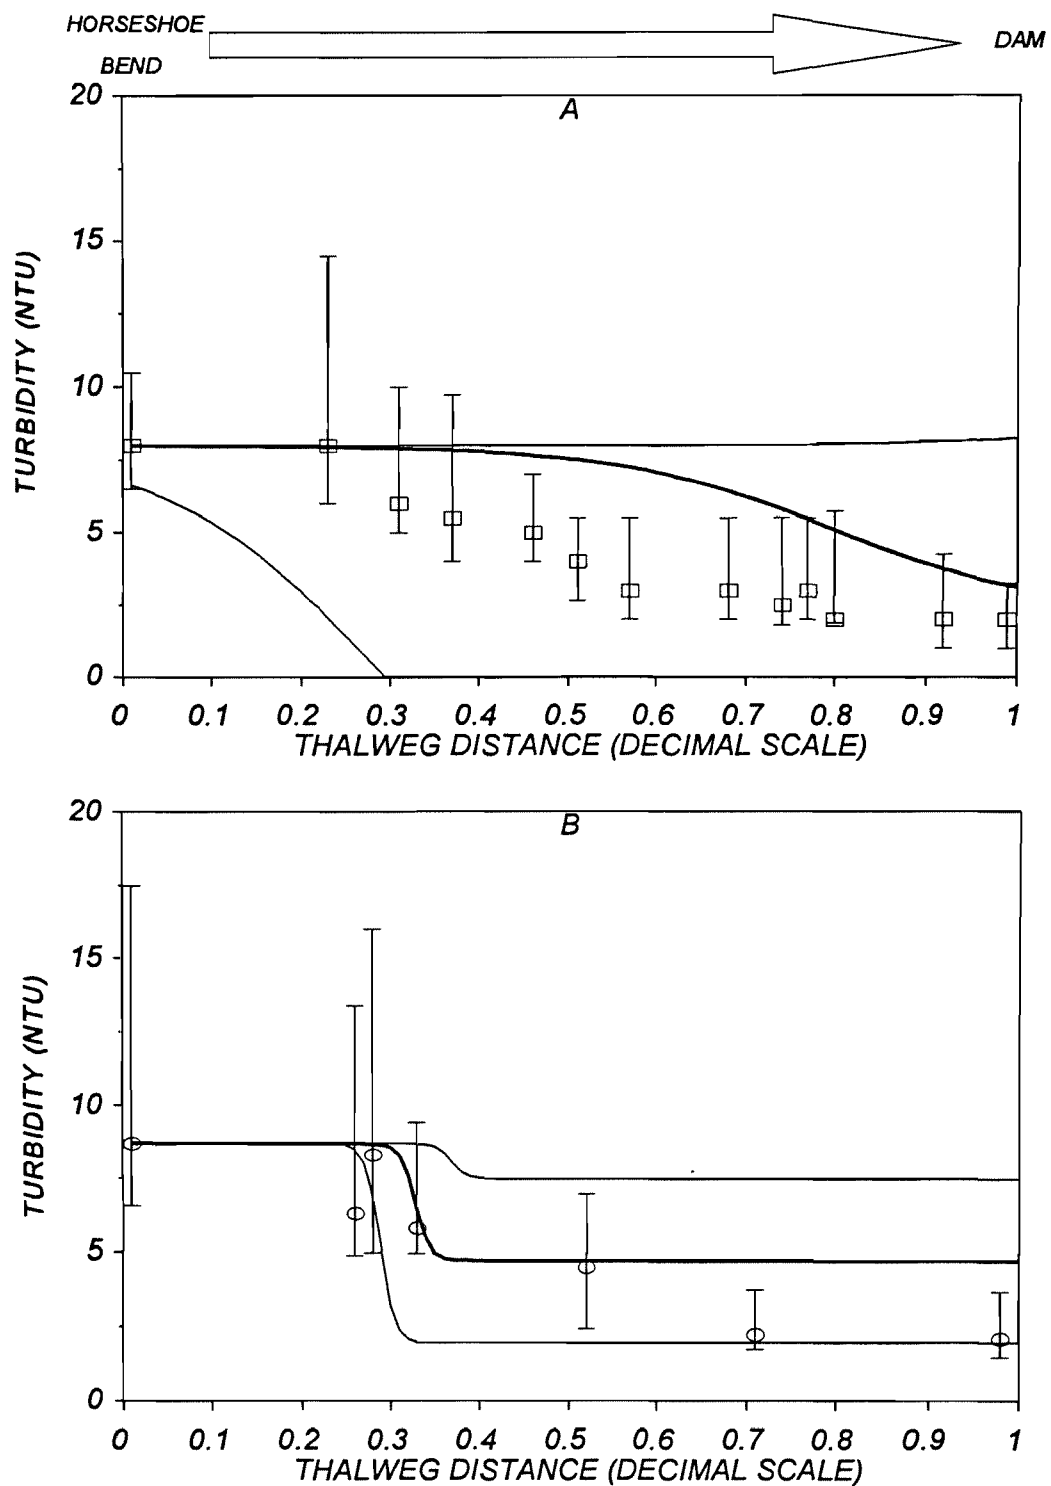 HORSESHOE
BEND
DAM
A
20
15
10
5
0
TURBIDITY (NTU)
0 0.1 0.2 0.3 0.4 0.5 0.6 0.7 0.8 0.9 1
THALWEG DISTANCE (DECIMAL SCALE)
B
20
15
10
5
0
TURBIDITY (NTU)
0 0.1 0.2 0.3 0.4 0.5 0.6 0.7 0.8 0.9 1
THALWEG DISTANCE (DECIMAL SCALE)